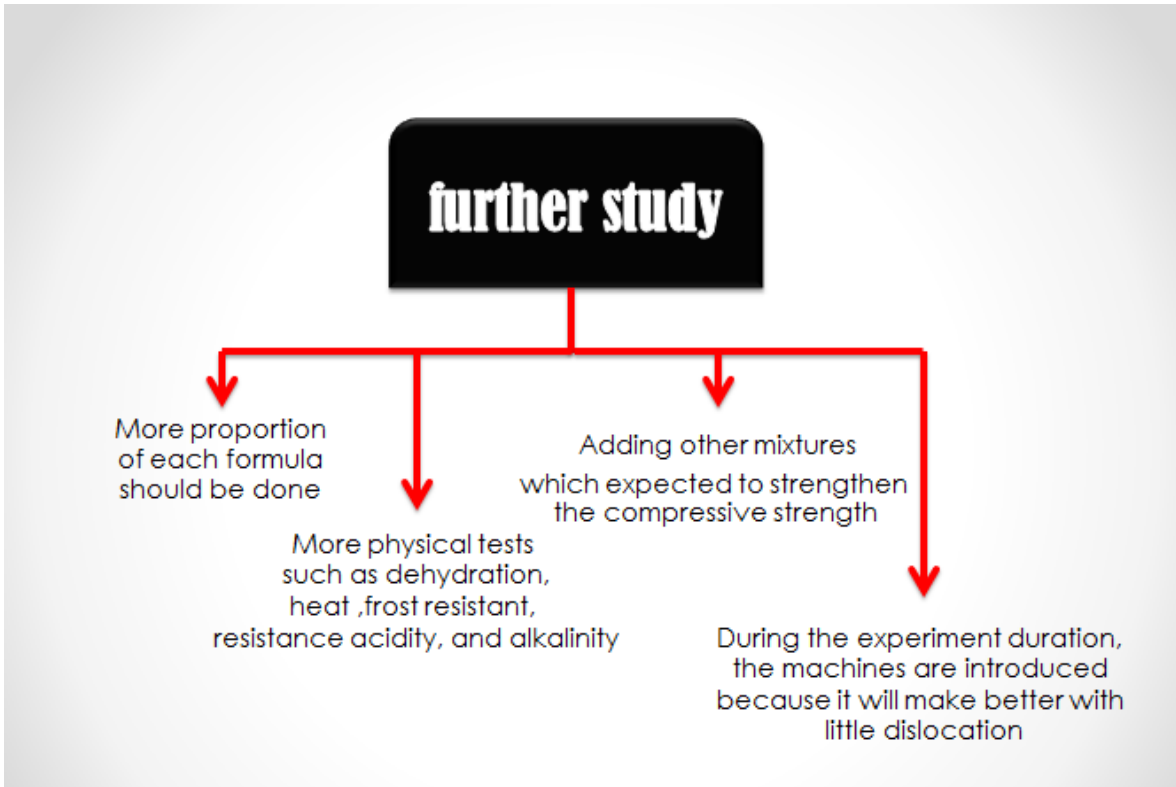 further study
More proportion
of each formula
should be done
More physical tests
such as dehydration,
heat ,frost resistant,
resistance acidity, and alkalinity
Adding other mixtures
which expected to strengthen
the compressive strength
During the experiment duration,
the machines are introduced
because it will make better with
little dislocation